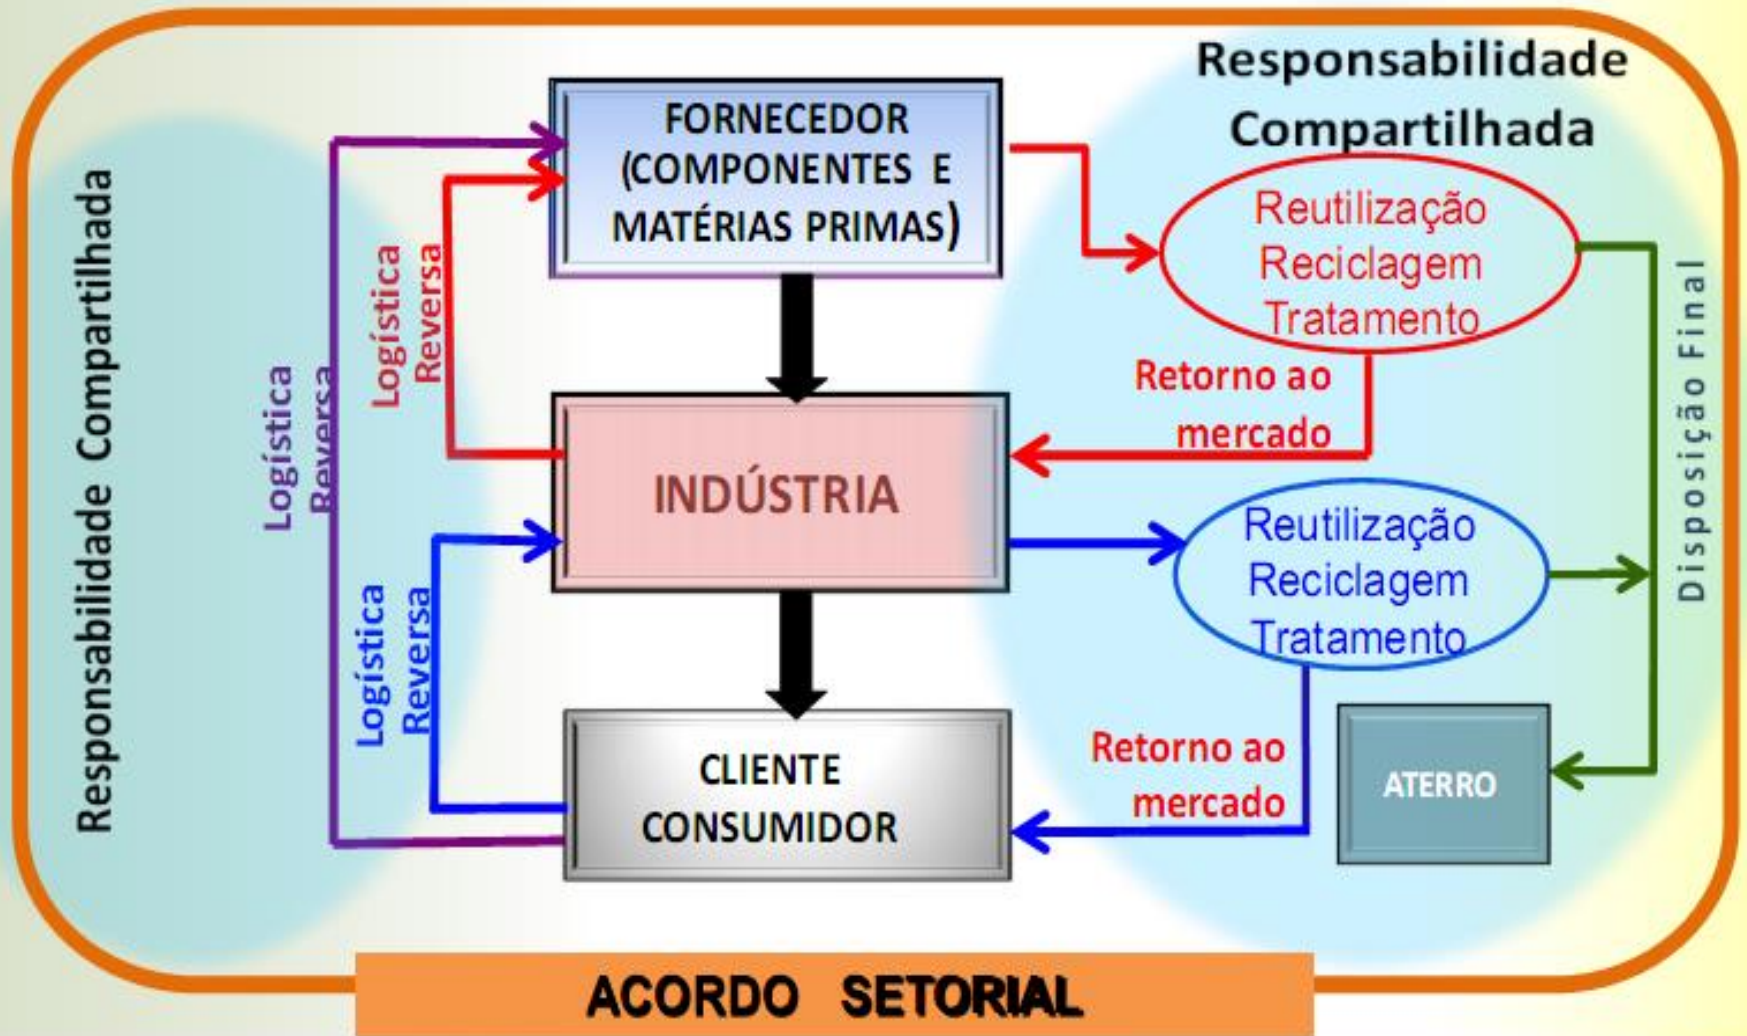 Responsabilidade
Compartilhada
FORNECEDOR
(COMPONENTES E
MATÉRIAS PRIMAS)
Reutilização
Reciclagem
Tratamento
Responsabilidade Compartilhada
Logística
Reversa
Logística
Reversa
Retorno ao
mercado
Disposição Final
INDÚSTRIA
Reutilização
Reciclagem
Tratamento
Logística
Reversa
CLIENTE
CONSUMIDOR
Retorno ao
mercado
ATERRO
ACORDO SETORIAL